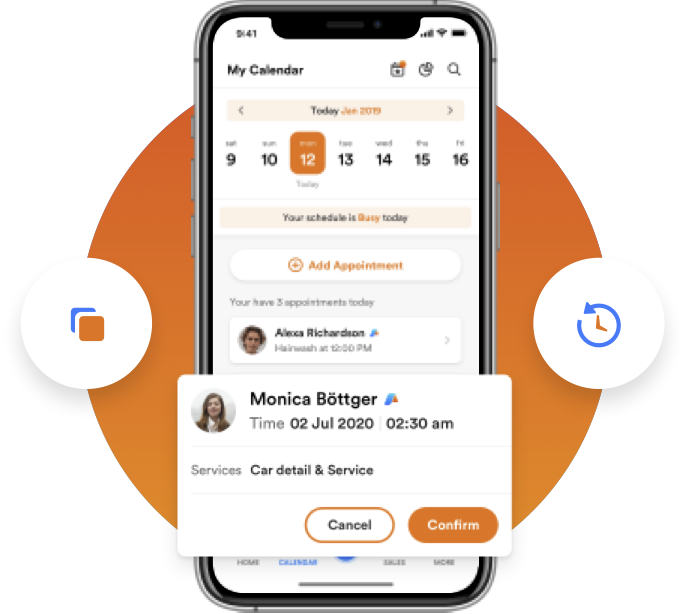 9:41
My Calendar
Today Jan 2019
sat sun mon tue wed thu fri
9 10 12 13 14 15 16
Today
Your schedule is Busy today
Add Appointment
Your have 3 appointments today
Alexa Richardson
Hairwash at 12:00 PM
Monica Böttger
Time 02 Jul 2020 | 02:30 am
Services Car detail & Service
Cancel Confirm
HOME CALENDAR SALES MORE